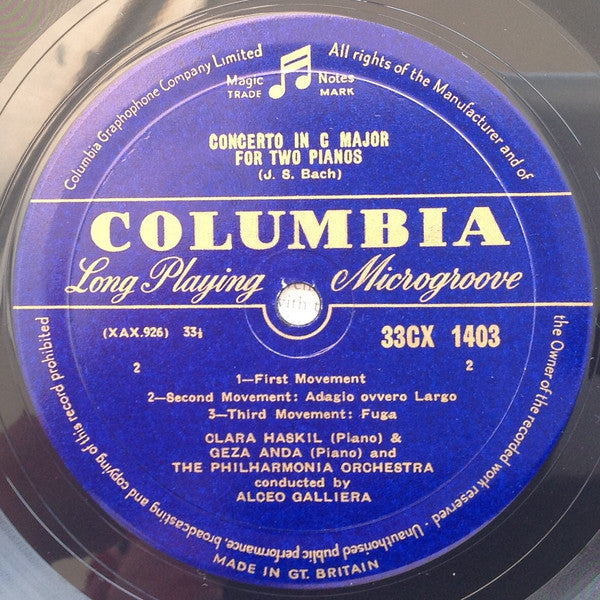 Columbia Graphophone Company Limited
All rights of the Manufacturer and of the Owner of the recorded work reserved - Unauthorised public performance, broadcasting and copying of this record prohibited
Magic Notes
TRADE MARK
CONCERTO IN C MAJOR
FOR TWO PIANOS
(J. S. Bach)
COLUMBIA
Long Playing Microgroove
with
(XAX.926) 33⅓ 33CX 1403
2 2
1—First Movement
2—Second Movement: Adagio ovvero Largo
3—Third Movement: Fuga
CLARA HASKIL (Piano) &
GEZA ANDA (Piano) and
THE PHILHARMONIA ORCHESTRA
conducted by
ALCEO GALLIERA
MADE IN GT. BRITAIN